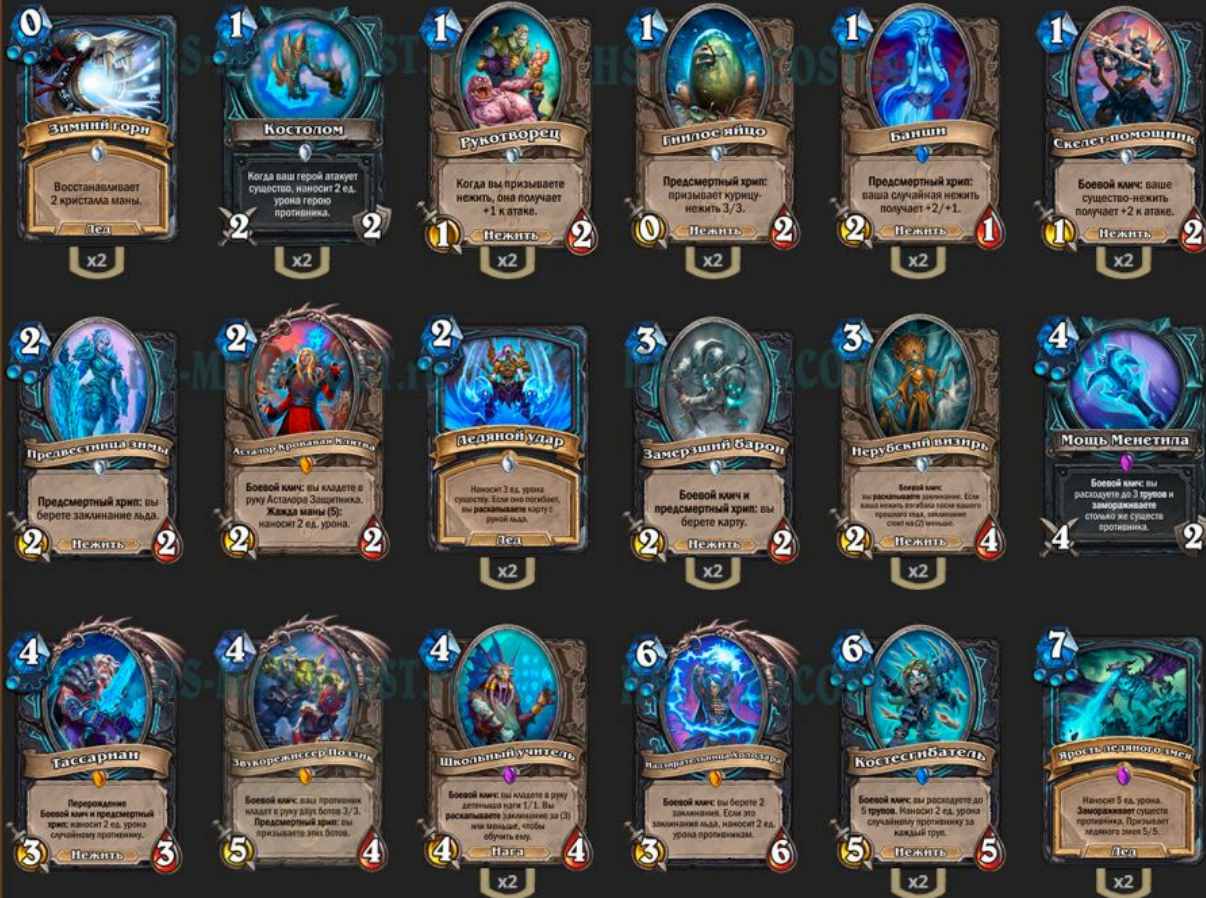 0
Зимний горн
Восстанавливает
2 кристалла маны.
Лед
x2
1
Костолом
Когда ваш герой атакует
существо, наносит 2 ед.
урона герою
противника.
2 2
x2
1
Рукотворец
Когда вы призываете
нежить, она получает
+1 к атаке.
1 Нежить 2
x2
1
Гнилое яйцо
Предсмертный хрип:
призывает курицу-
нежить 3/3.
0 Нежить 2
x2
1
Банши
Предсмертный хрип:
ваша случайная нежить
получает +2/+1.
2 Нежить 1
x2
1
Скелет-помощник
Боевой клич: ваше
существо-нежить
получает +2 к атаке.
1 Нежить 2
x2
2
Предвестница зимы
Предсмертный хрип: вы
берете заклинание льда.
2 Нежить 2
2
Асталор Кровавая Клятва
Боевой клич: вы кладете в
руку Асталора Защитника.
Жажда маны (5):
наносит 2 ед. урона.
2 2
2
Ледяной удар
Наносит 3 ед. урона
существу. Если оно погибает,
вы раскапываете карту с
руной льда.
Лед
x2
3
Замерзший барон
Боевой клич и
предсмертный хрип: вы
берете карту.
2 Нежить 2
x2
3
Нерубский визирь
Боевой клич:
вы раскапываете заклинание. Если
ваша нежить погибала после вашего
прошлого хода, заклинание
стоит на (2) меньше.
2 Нежить 4
x2
4
Мощь Менетила
Боевой клич: вы
расходуете до 3 трупов и
замораживаете
столько же существ
противника.
4 2
4
Тассариан
Перерождение
Боевой клич и предсмертный
хрип: наносит 2 ед. урона
случайному противнику.
3 Нежить 3
4
Звукорежиссер Поззик
Боевой клич: ваш противник
кладет в руку двух ботов 3/3.
Предсмертный хрип: вы
призываете этих ботов.
5 4
4
Школьный учитель
Боевой клич: вы кладете в руку
детеныша наги 1/1. Вы
раскапываете заклинание за (3)
или меньше, чтобы
обучить ему.
4 Нага 4
x2
6
Надзирательница Холодара
Боевой клич: вы берете 2
заклинания. Если это
заклинания льда, наносит 2 ед.
урона противникам.
3 6
6
Костесгибатель
Боевой клич: вы расходуете до
5 трупов. Наносит 2 ед. урона
случайному противнику за
каждый труп.
5 Нежить 5
x2
7
Ярость ледяного змея
Наносит 5 ед. урона.
Замораживает существ
противника. Призывает
ледяного змея 5/5.
Лед
x2